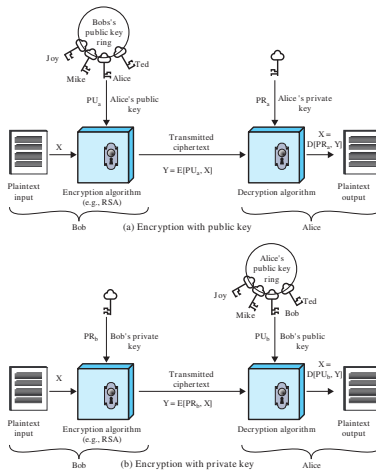 Bobs's
public key
ring
Joy
Ted
Mike
Alice
PUa
Alice's public
key
PRa
Alice's private
key
X
Transmitted
ciphertext
X =
D[PRa, Y]
Y = E[PUa, X]
Plaintext
input
Encryption algorithm
(e.g., RSA)
Decryption algorithm
Plaintext
output
Bob
(a) Encryption with public key
Alice
Alice's
public key
ring
Joy
Ted
Mike
Bob
PRb
Bob's private
key
PUb
Bob's public
key
X
Transmitted
ciphertext
X =
D[PUb, Y]
Y = E[PRb, X]
Plaintext
input
Encryption algorithm
(e.g., RSA)
Decryption algorithm
Plaintext
output
Bob
(b) Encryption with private key
Alice